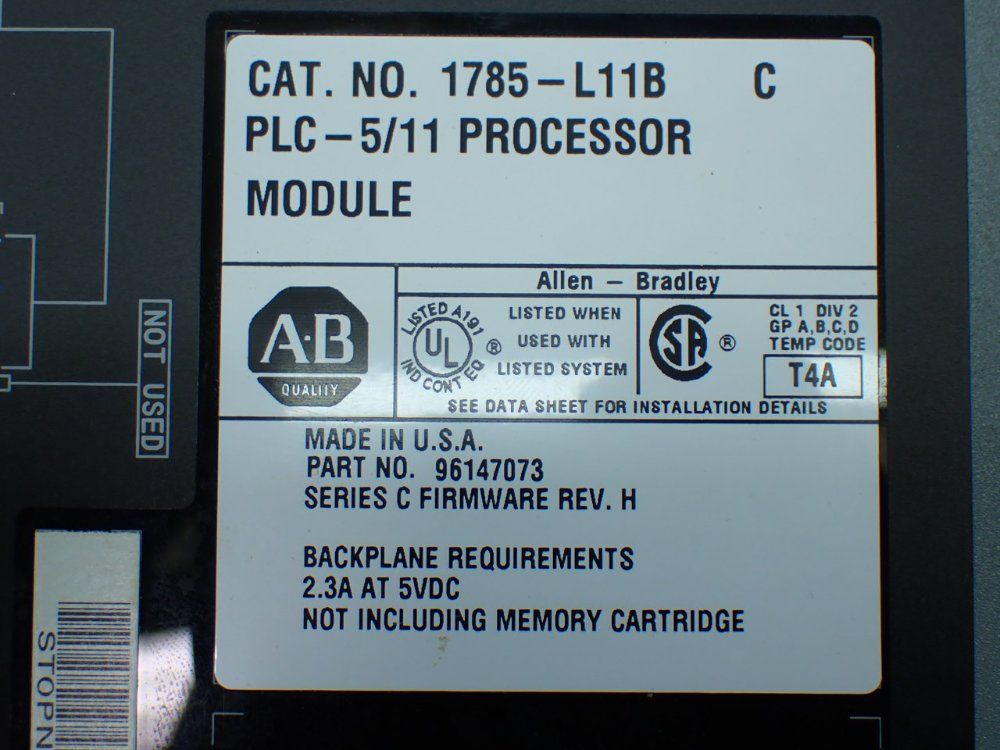 CAT. NO. 1785-L11B C
PLC-5/11 PROCESSOR
MODULE
Allen - Bradley
A·B
QUALITY
LISTED A191
UL
®
IND CONT EQ
LISTED WHEN
USED WITH
LISTED SYSTEM
SA
®
CL 1 DIV 2
GP A,B,C,D
TEMP CODE
T4A
SEE DATA SHEET FOR INSTALLATION DETAILS
MADE IN U.S.A.
PART NO. 96147073
SERIES C FIRMWARE REV. H
BACKPLANE REQUIREMENTS
2.3A AT 5VDC
NOT INCLUDING MEMORY CARTRIDGE
NOT USED
STOPN